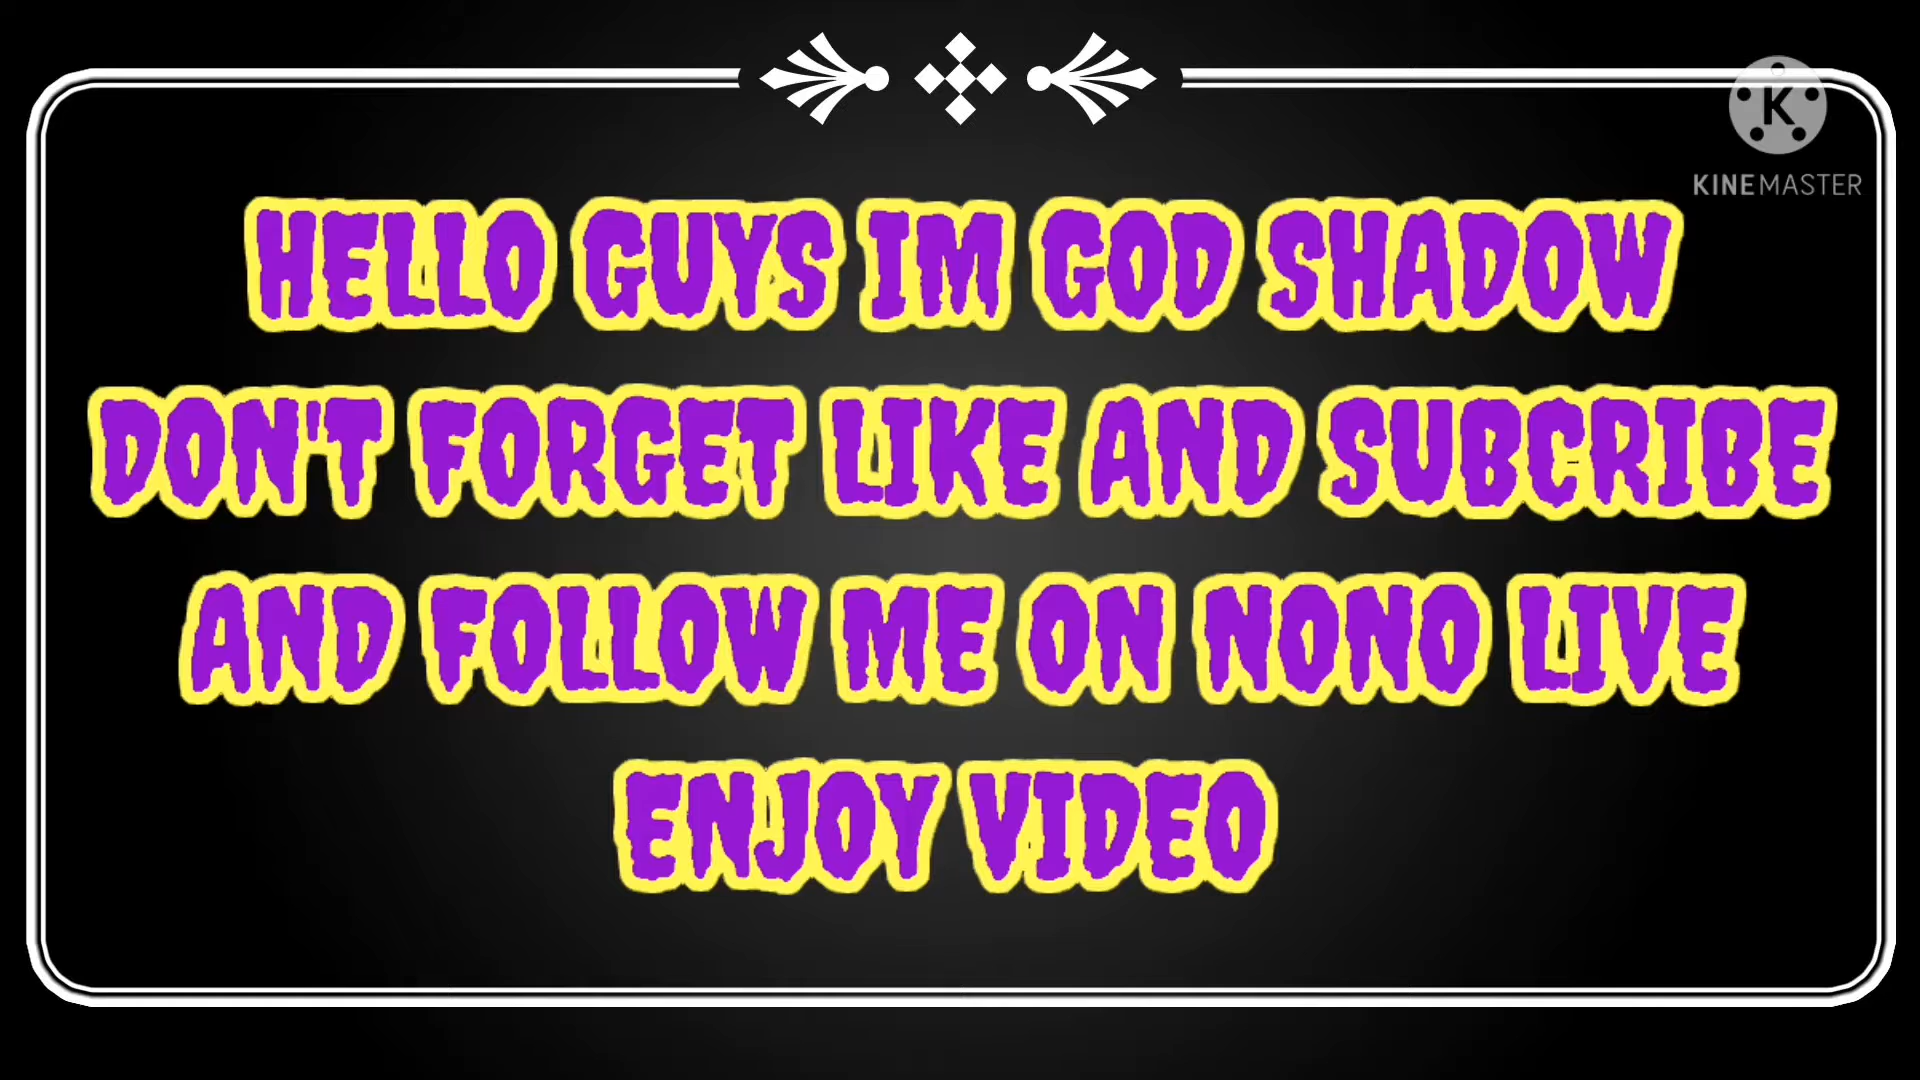 K
KINEMASTER
HELLO GUYS IM GOD SHADOW
DON'T FORGET LIKE AND SUBCRIBE
AND FOLLOW ME ON NONO LIVE
ENJOY VIDEO